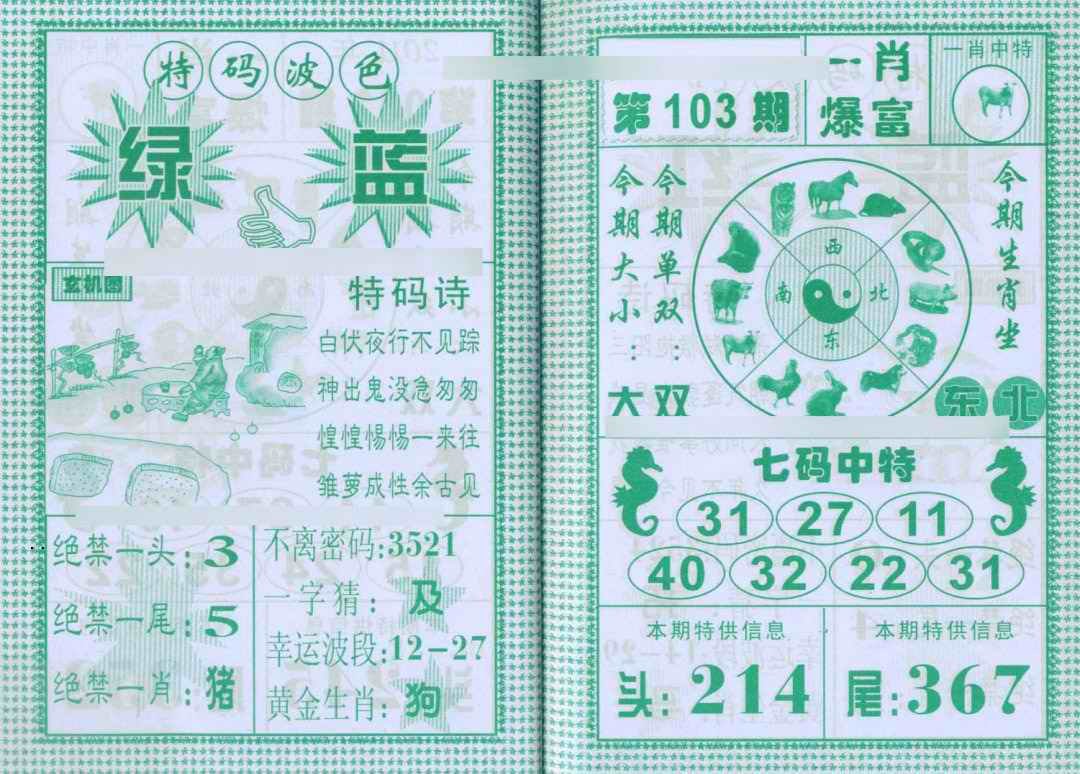 特码波色
绿 蓝
玄机图
特码诗
白伏夜行不见踪
神出鬼没急匆匆
惶惶惕惕一来往
雏萝成性余古见
绝禁一头:3
绝禁一尾:5
绝禁一肖:猪
不离密码:3521
一字猜:及
幸运波段:12-27
黄金生肖:狗
第103期
一肖
爆富
一肖中特
今期大小:大
今期单双:双
西
南 北
东
今期生肖坐
东北
七码中特
31 27 11
40 32 22 31
本期特供信息
头:214
本期特供信息
尾:367